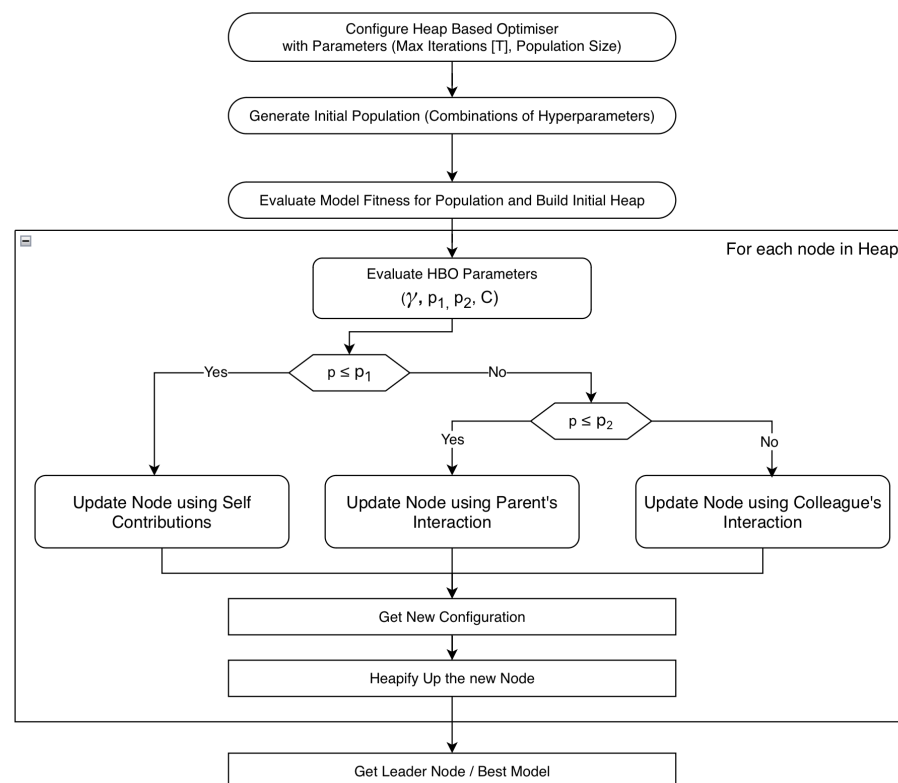 Configure Heap Based Optimiser
with Parameters (Max Iterations [T], Population Size)
Generate Initial Population (Combinations of Hyperparameters)
Evaluate Model Fitness for Population and Build Initial Heap
For each node in Heap
Evaluate HBO Parameters
(γ, p1, p2, C)
Yes
p ≤ p1
No
p ≤ p2
Yes
No
Update Node using Self
Contributions
Update Node using Parent's
Interaction
Update Node using Colleague's
Interaction
Get New Configuration
Heapify Up the new Node
Get Leader Node / Best Model